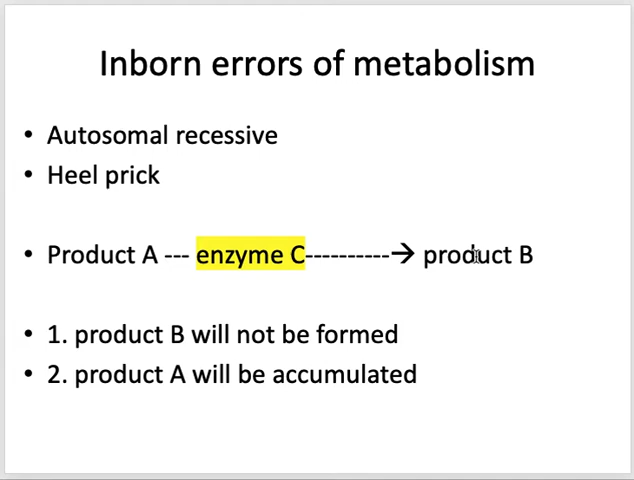 Inborn errors of metabolism
• Autosomal recessive
• Heel prick
• Product A --- enzyme C----------→ product B
• 1. product B will not be formed
• 2. product A will be accumulated